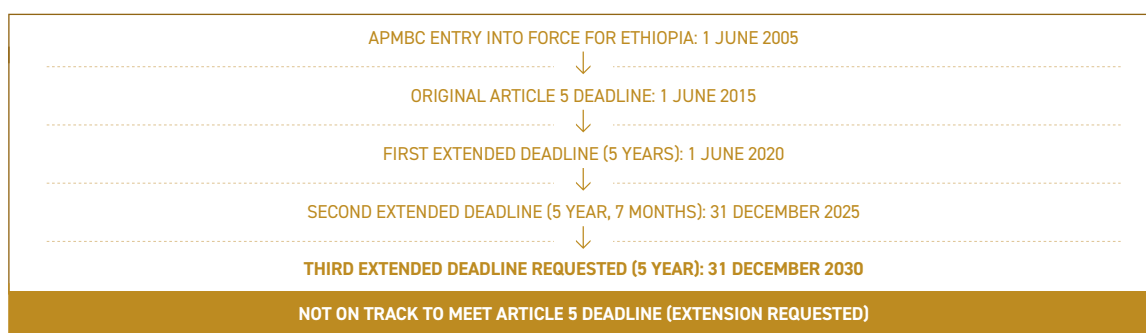 APMBC ENTRY INTO FORCE FOR ETHIOPIA: 1 JUNE 2005
ORIGINAL ARTICLE 5 DEADLINE: 1 JUNE 2015
FIRST EXTENDED DEADLINE (5 YEARS): 1 JUNE 2020
SECOND EXTENDED DEADLINE (5 YEAR, 7 MONTHS): 31 DECEMBER 2025
THIRD EXTENDED DEADLINE REQUESTED (5 YEAR): 31 DECEMBER 2030
NOT ON TRACK TO MEET ARTICLE 5 DEADLINE (EXTENSION REQUESTED)